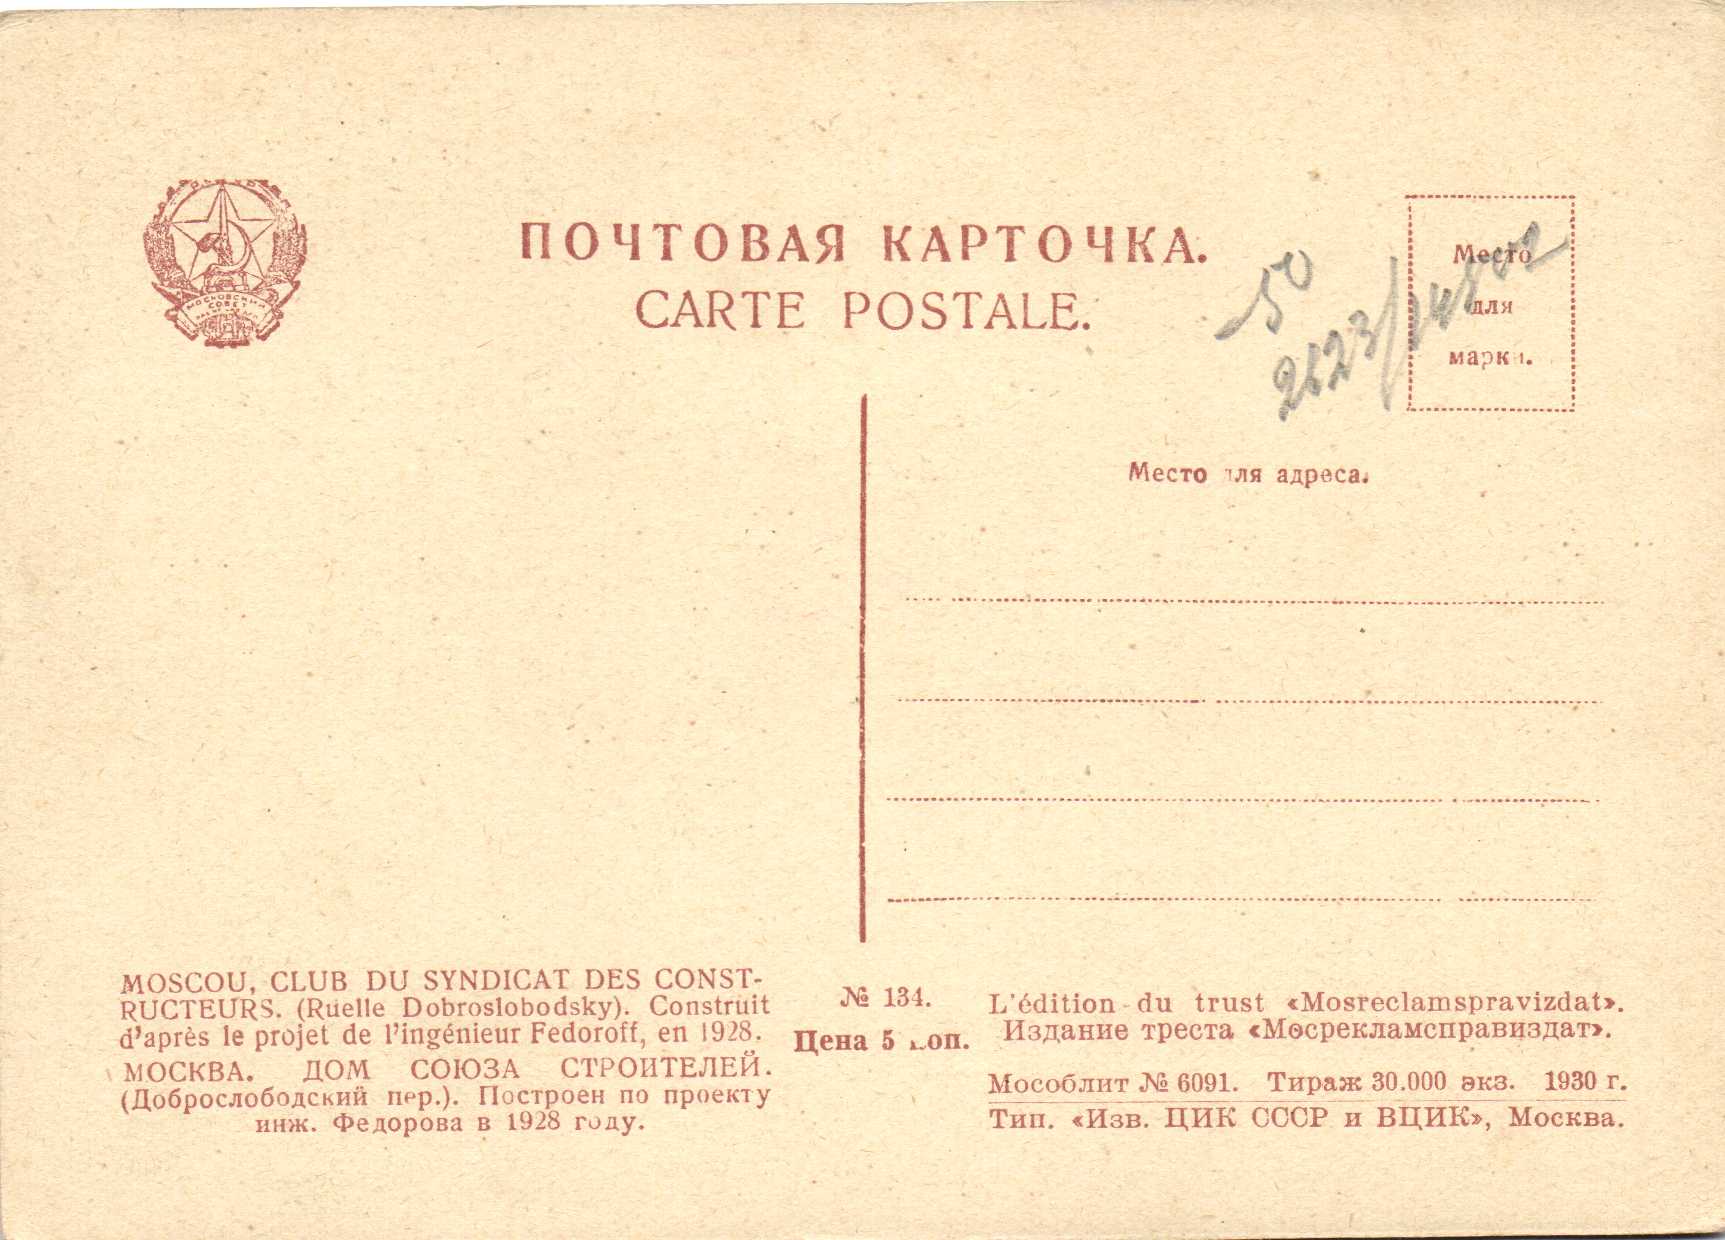 МОСКОВСКИЙ
СОВЕТ
ПОЧТОВАЯ КАРТОЧКА.
CARTE POSTALE.
Место
для
марки.
50
Место для адреса.
MOSCOU, CLUB DU SYNDICAT DES CONST-
RUCTEURS. (Ruelle Dobroslobodsky). Construit
d'après le projet de l'ingénieur Fedoroff, en 1928.
МОСКВА. ДОМ СОЮЗА СТРОИТЕЛЕЙ.
(Доброслободский пер.). Построен по проекту
инж. Федорова в 1928 году.
№ 134.
Цена 5 коп.
L'édition du trust «Mosreclamspravizdat».
Издание треста «Мосрекламсправиздат».
Мособлит № 6091. Тираж 30.000 экз. 1930 г.
Тип. «Изв. ЦИК СССР и ВЦИК», Москва.